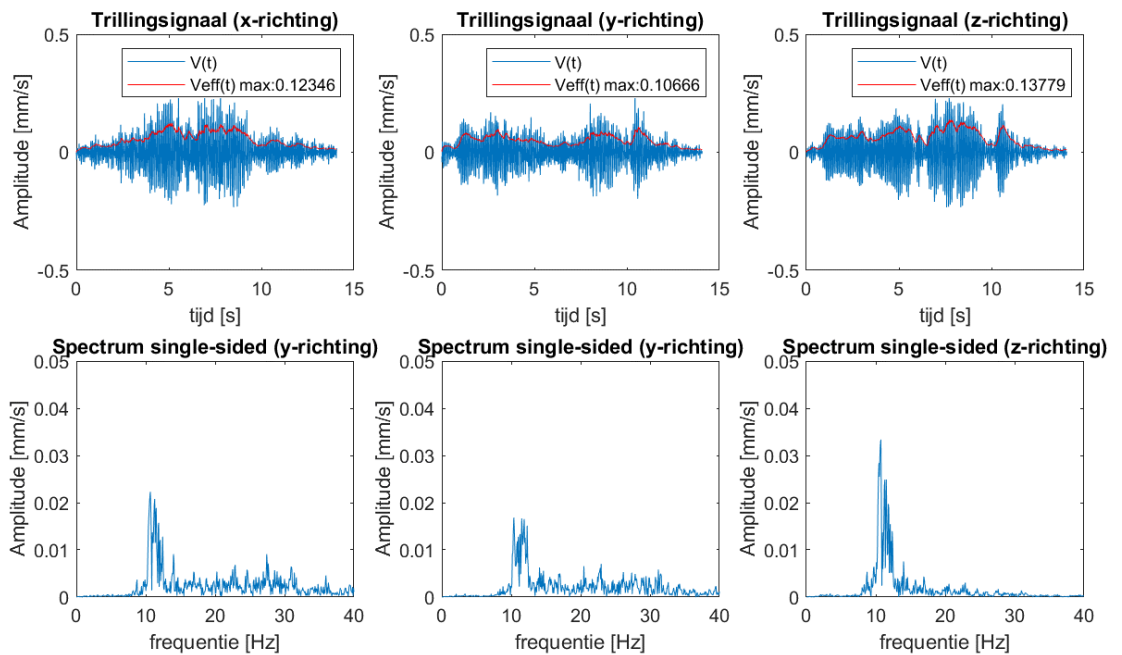 Trillingsignaal (x-richting)
0.5
0
-0.5
Amplitude [mm/s]
V(t)
Veff(t) max:0.12346
0 5 10 15
tijd [s]
Trillingsignaal (y-richting)
0.5
0
-0.5
Amplitude [mm/s]
V(t)
Veff(t) max:0.10666
0 5 10 15
tijd [s]
Trillingsignaal (z-richting)
0.5
0
-0.5
Amplitude [mm/s]
V(t)
Veff(t) max:0.13779
0 5 10 15
tijd [s]
Spectrum single-sided (y-richting)
0.05
0.04
0.03
0.02
0.01
0
Amplitude [mm/s]
0 10 20 30 40
frequentie [Hz]
Spectrum single-sided (y-richting)
0.05
0.04
0.03
0.02
0.01
0
Amplitude [mm/s]
0 10 20 30 40
frequentie [Hz]
Spectrum single-sided (z-richting)
0.05
0.04
0.03
0.02
0.01
0
Amplitude [mm/s]
0 10 20 30 40
frequentie [Hz]